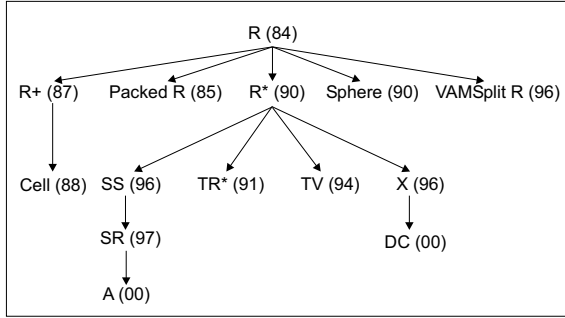 R (84)
R+ (87) Packed R (85) R* (90) Sphere (90) VAMSplit R (96)
Cell (88) SS (96) TR* (91) TV (94) X (96)
SR (97) DC (00)
A (00)